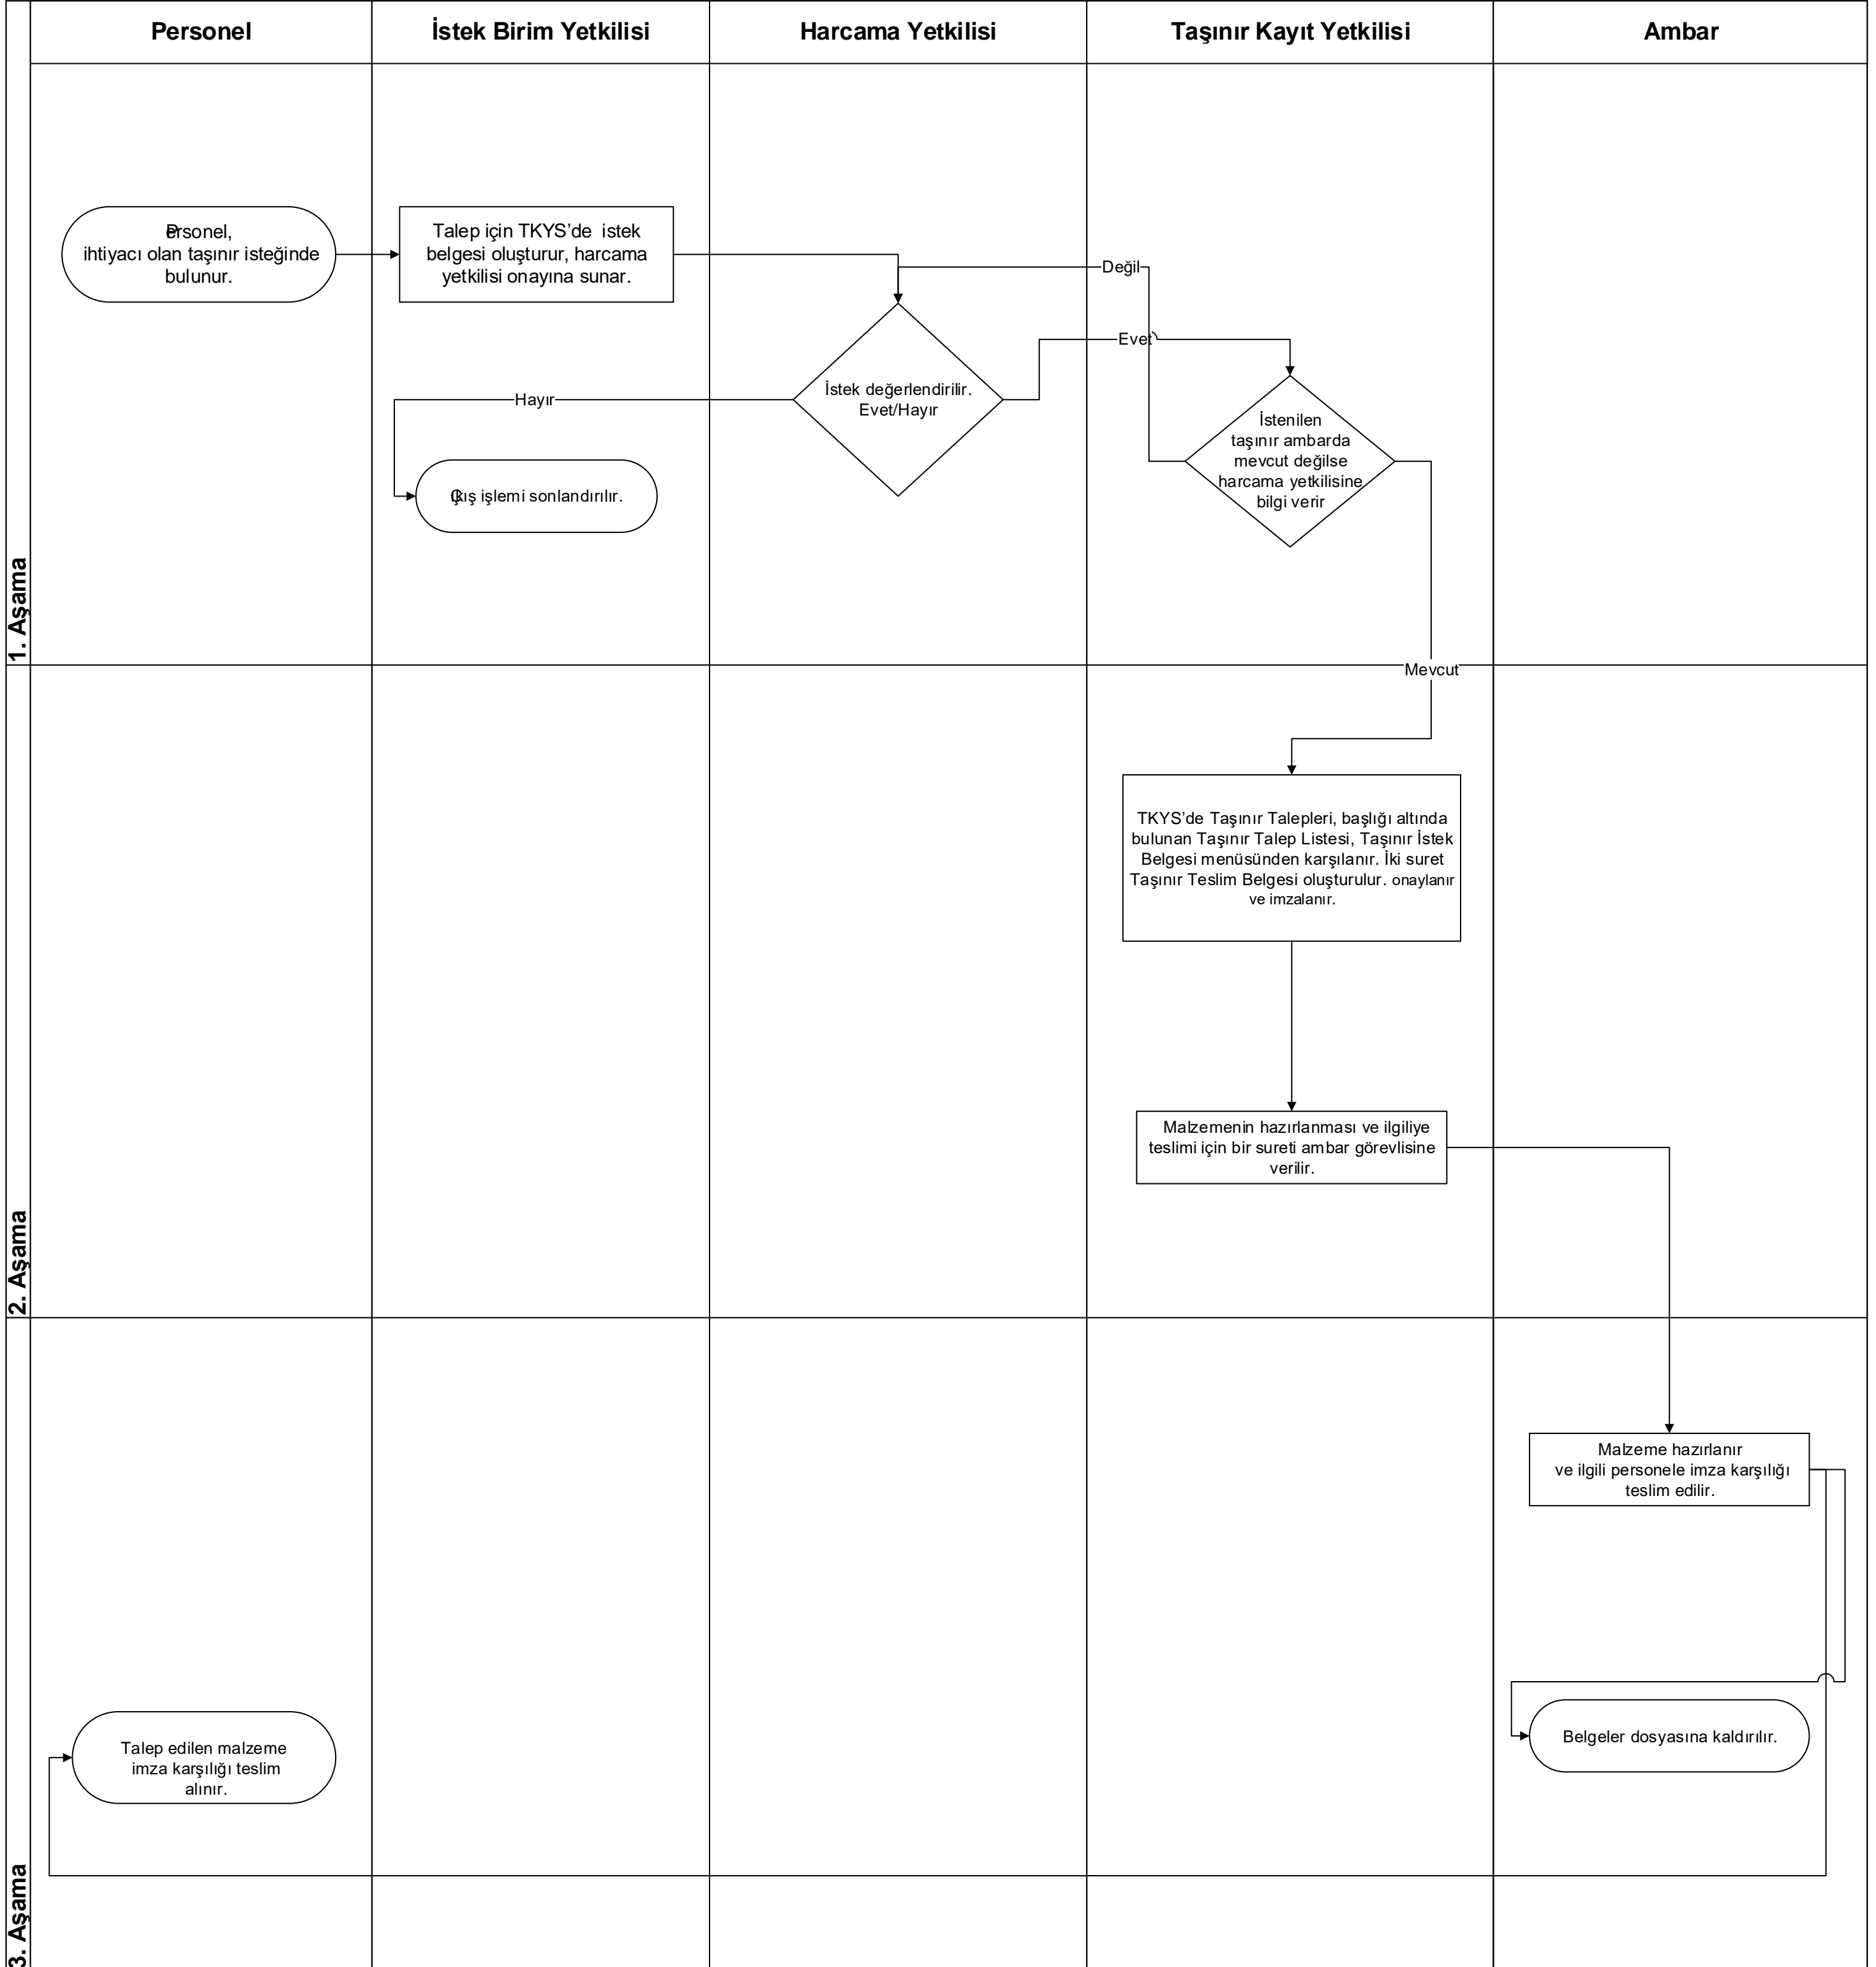 Personel
İstek Birim Yetkilisi
Harcama Yetkilisi
Taşınır Kayıt Yetkilisi
Ambar
1. Aşama
Personel,
ihtiyacı olan taşınır isteğinde
bulunur.
Talep için TKYS’de  istek
belgesi oluşturur, harcama
yetkilisi onayına sunar.
Değil
Evet
Hayır
İstek değerlendirilir.
Evet/Hayır
İstenilen
taşınır ambarda
mevcut değilse
harcama yetkilisine
bilgi verir
Çıkış işlemi sonlandırılır.
Mevcut
2. Aşama
TKYS’de Taşınır Talepleri, başlığı altında
bulunan Taşınır Talep Listesi, Taşınır İstek
Belgesi menüsünden karşılanır. İki suret
Taşınır Teslim Belgesi oluşturulur. onaylanır
ve imzalanır.
Malzemenin hazırlanması ve ilgiliye
teslimi için bir sureti ambar görevlisine
verilir.
3. Aşama
Malzeme hazırlanır
ve ilgili personele imza karşılığı
teslim edilir.
Belgeler dosyasına kaldırılır.
Talep edilen malzeme
imza karşılığı teslim
alınır.